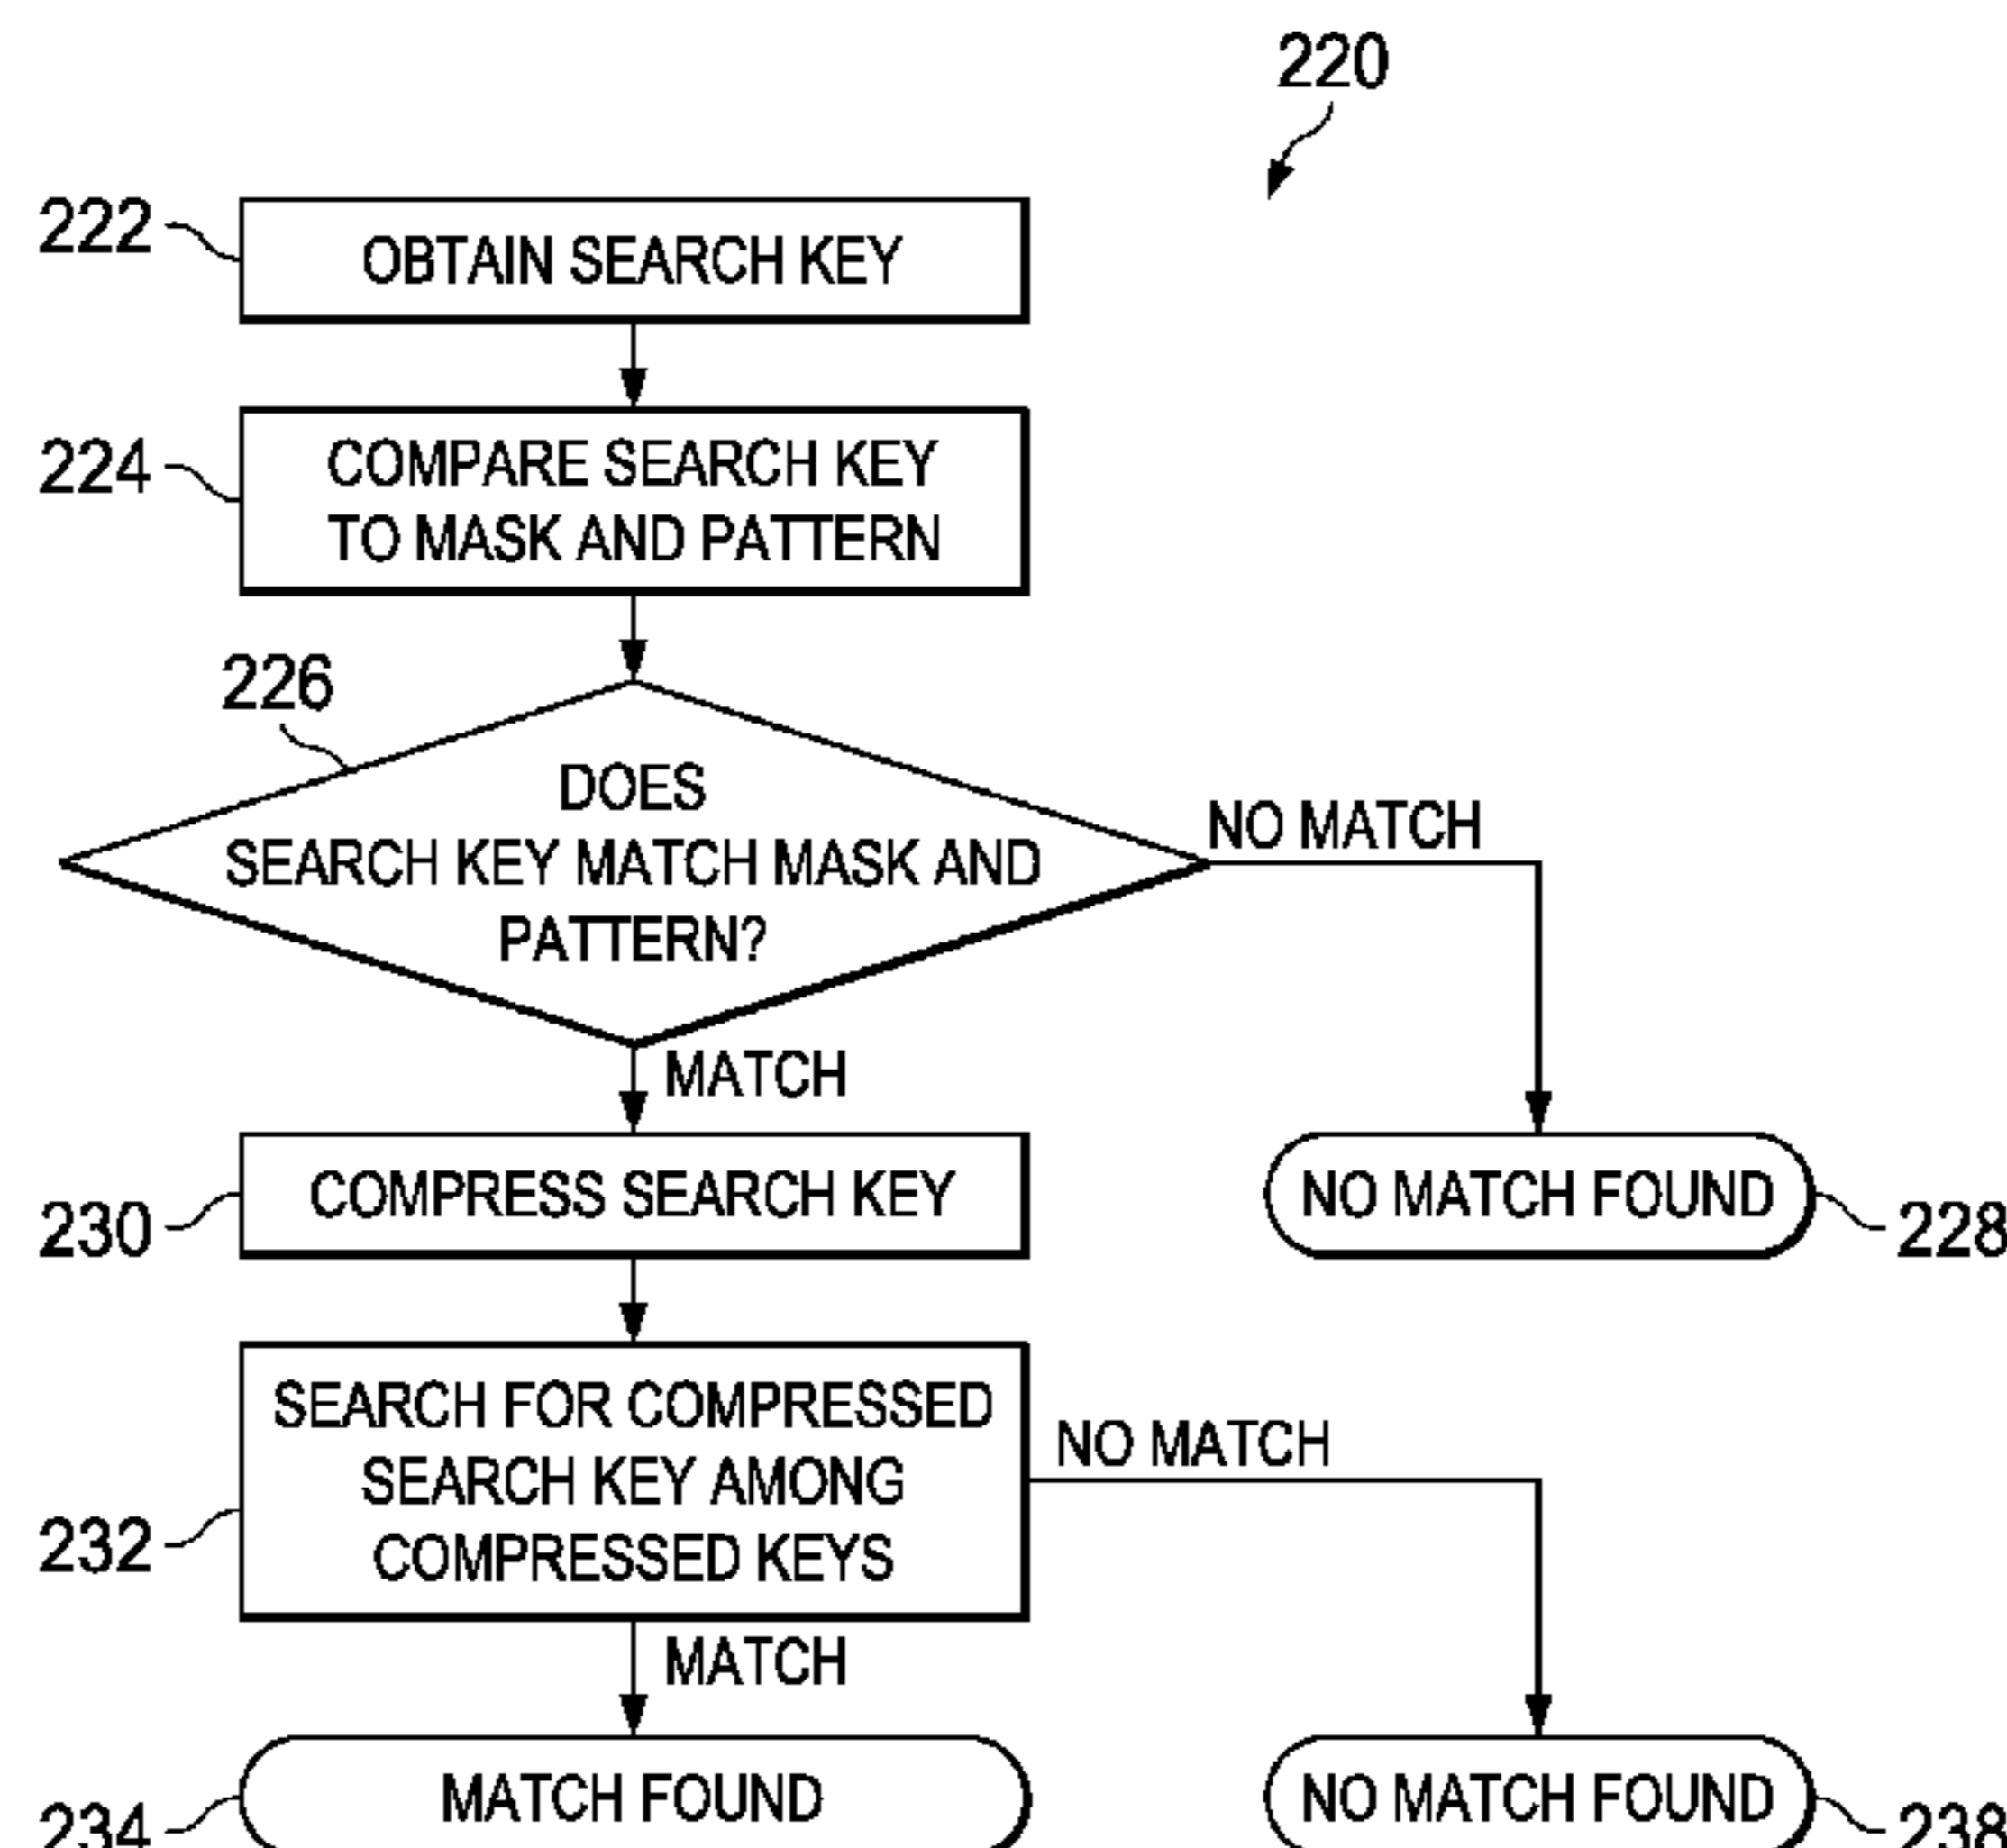 220
222
OBTAIN SEARCH KEY
224
COMPARE SEARCH KEY
TO MASK AND PATTERN
226
DOES
SEARCH KEY MATCH MASK AND
PATTERN?
NO MATCH
MATCH
230
COMPRESS SEARCH KEY
NO MATCH FOUND
228
232
SEARCH FOR COMPRESSED
SEARCH KEY AMONG
COMPRESSED KEYS
NO MATCH
MATCH
234
MATCH FOUND
NO MATCH FOUND
238